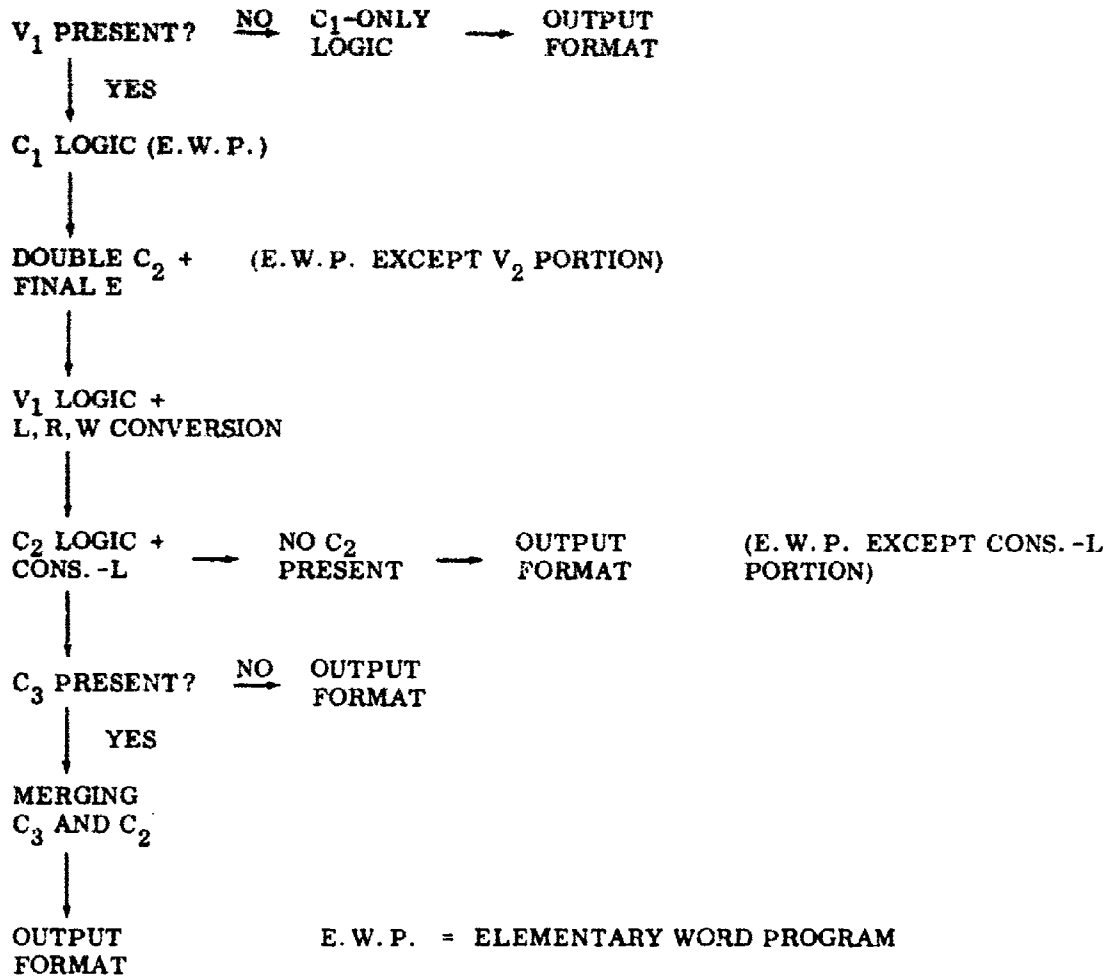 V1 PRESENT? NO C1-ONLY LOGIC OUTPUT FORMAT
YES
C1 LOGIC (E.W.P.)
DOUBLE C2 + FINAL E (E.W.P. EXCEPT V2 PORTION)
V1 LOGIC +
L, R, W CONVERSION
C2 LOGIC + CONS.-L NO C2 PRESENT OUTPUT FORMAT (E.W.P. EXCEPT CONS.-L PORTION)
C3 PRESENT? NO OUTPUT FORMAT
YES
MERGING
C3 AND C2
OUTPUT FORMAT E.W.P. = ELEMENTARY WORD PROGRAM